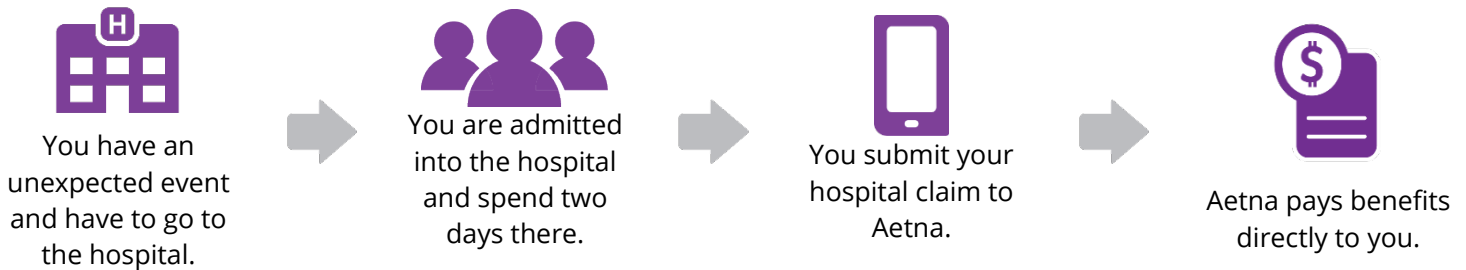 H
You have an
unexpected event
and have to go to
the hospital.
You are admitted
into the hospital
and spend two
days there.
You submit your
hospital claim to
Aetna.
$
Aetna pays benefits
directly to you.